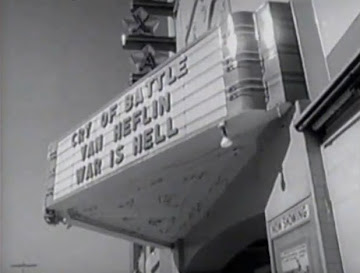 CRY OF BATTLE
VAN HEFLIN
WAR IS HELL
NOW SHOWING